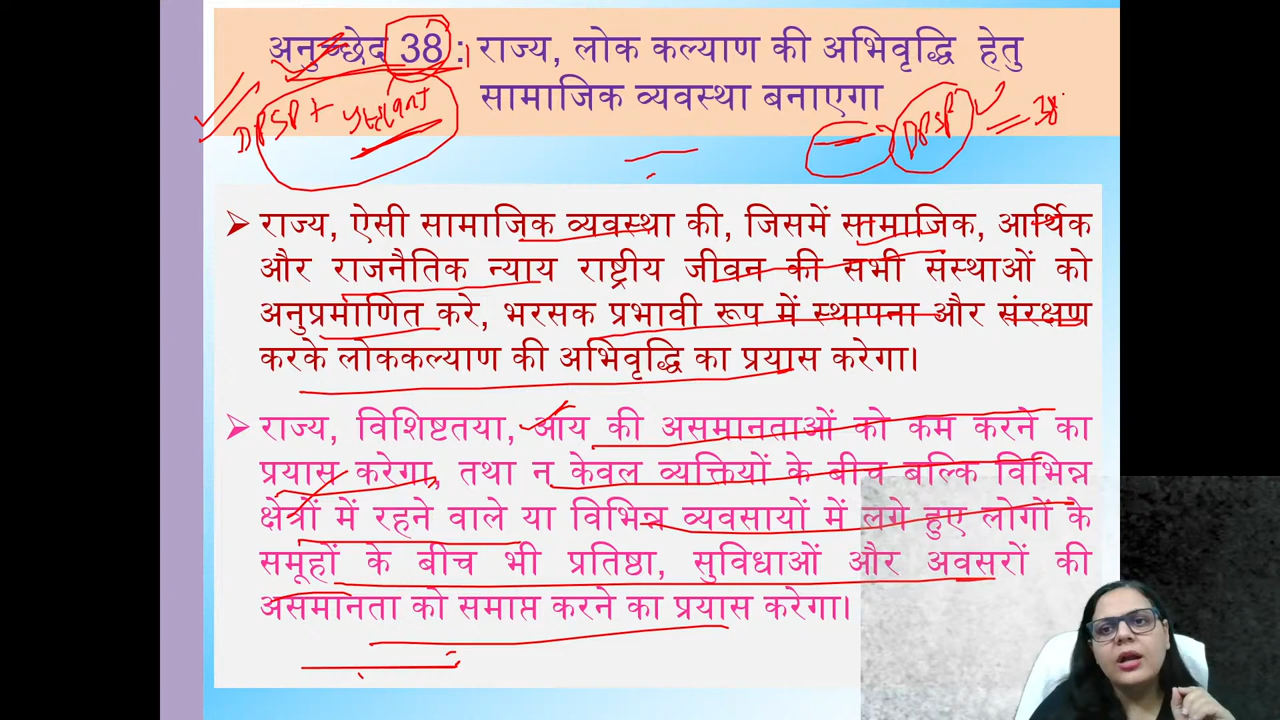 अनुच्छेद 38 : राज्य, लोक कल्याण की अभिवृद्धि हेतु
सामाजिक व्यवस्था बनाएगा
DPSP +
DPSP
38
राज्य, ऐसी सामाजिक व्यवस्था की, जिसमें सामाजिक, आर्थिक
और राजनैतिक न्याय राष्ट्रीय जीवन की सभी संस्थाओं को
अनुप्रमाणित करे, भरसक प्रभावी रूप में स्थापना और संरक्षण
करके लोककल्याण की अभिवृद्धि का प्रयास करेगा।
राज्य, विशिष्टतया, आय की असमानताओं को कम करने का
प्रयास करेगा, तथा न केवल व्यक्तियों के बीच बल्कि विभिन्न
क्षेत्रों में रहने वाले या विभिन्न व्यवसायों में लगे हुए लोगों के
समूहों के बीच भी प्रतिष्ठा, सुविधाओं और अवसरों की
असमानता को समाप्त करने का प्रयास करेगा।